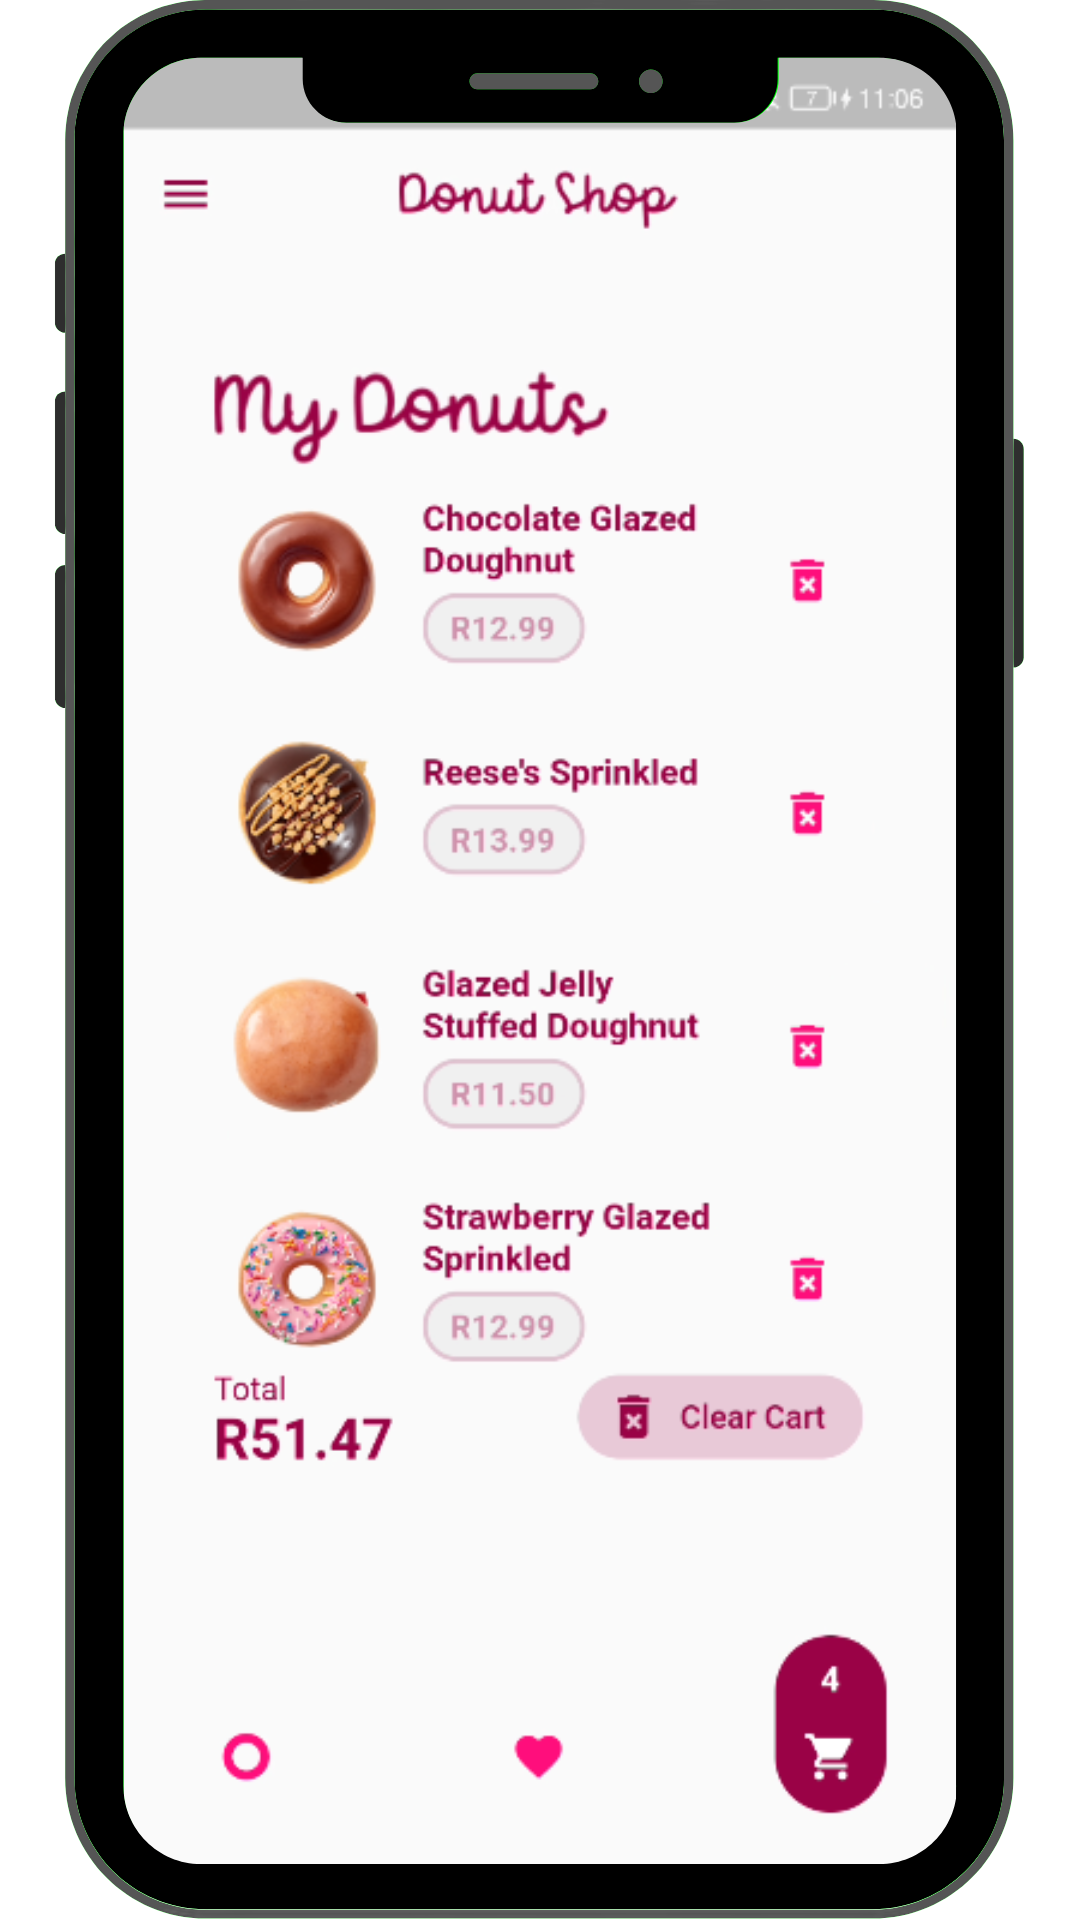 7 11:06
Donut Shop
My Donuts
Chocolate Glazed
Doughnut
R12.99
Reese's Sprinkled
R13.99
Glazed Jelly
Stuffed Doughnut
R11.50
Strawberry Glazed
Sprinkled
R12.99
Total
R51.47
Clear Cart
4